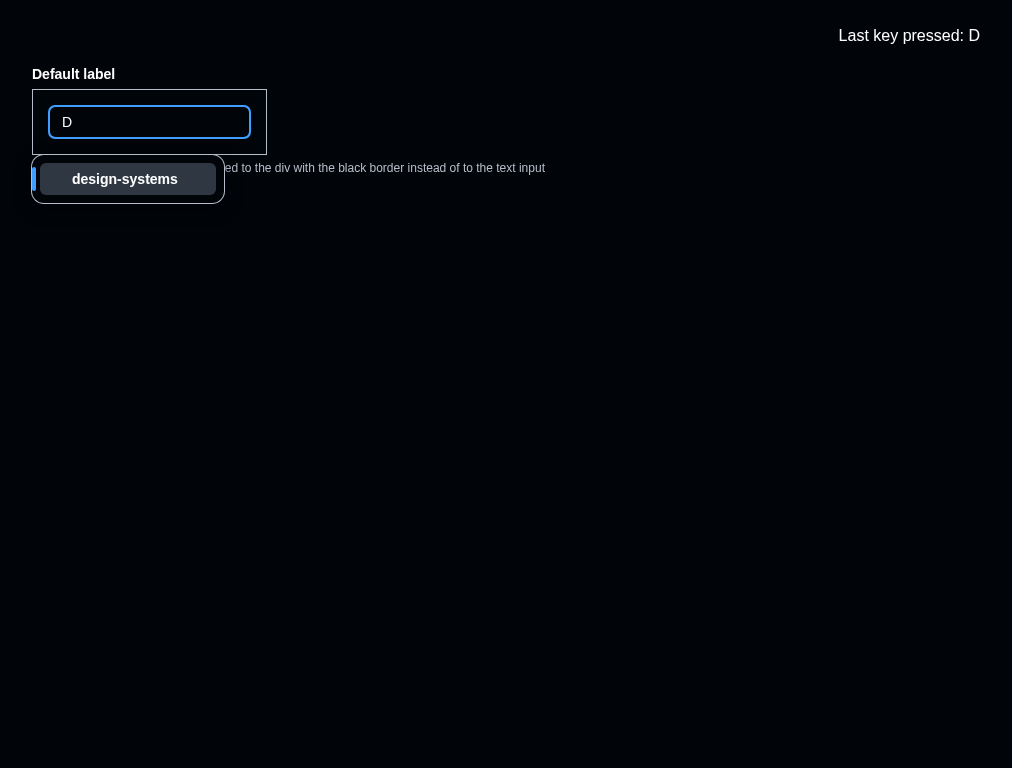 Last key pressed: D
Default label
D
ed to the div with the black border instead of to the text input
design-systems